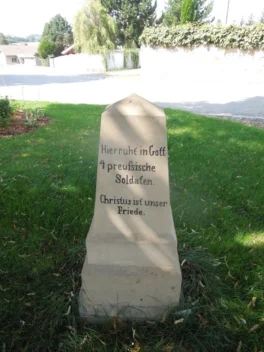 Hier ruht in Gott
4 preußische
Soldaten.
Christus ist unser
Friede.